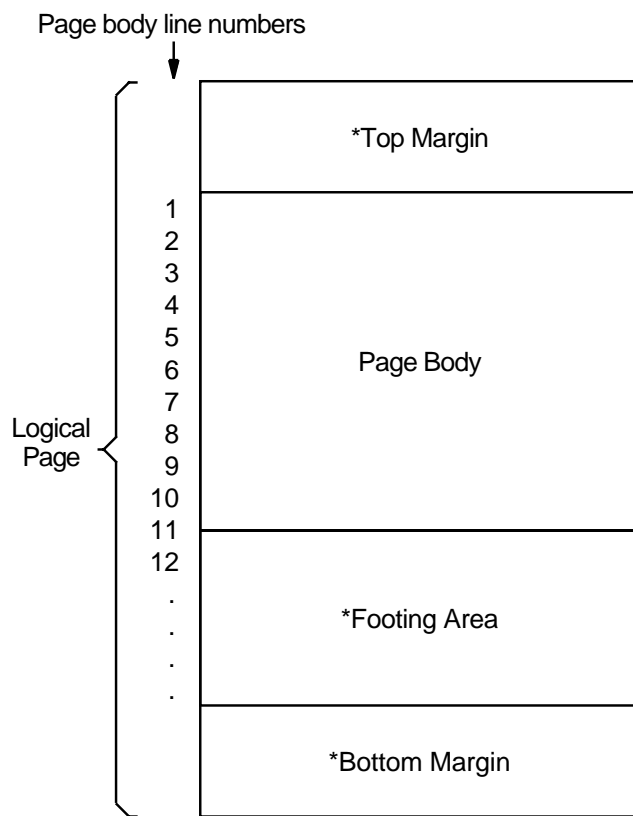 Page body line numbers
*Top Margin
1
2
3
4
5
Page Body
6
7
Logical
Page
8
9
10
11
12
.
*Footing Area
.
.
.
*Bottom Margin